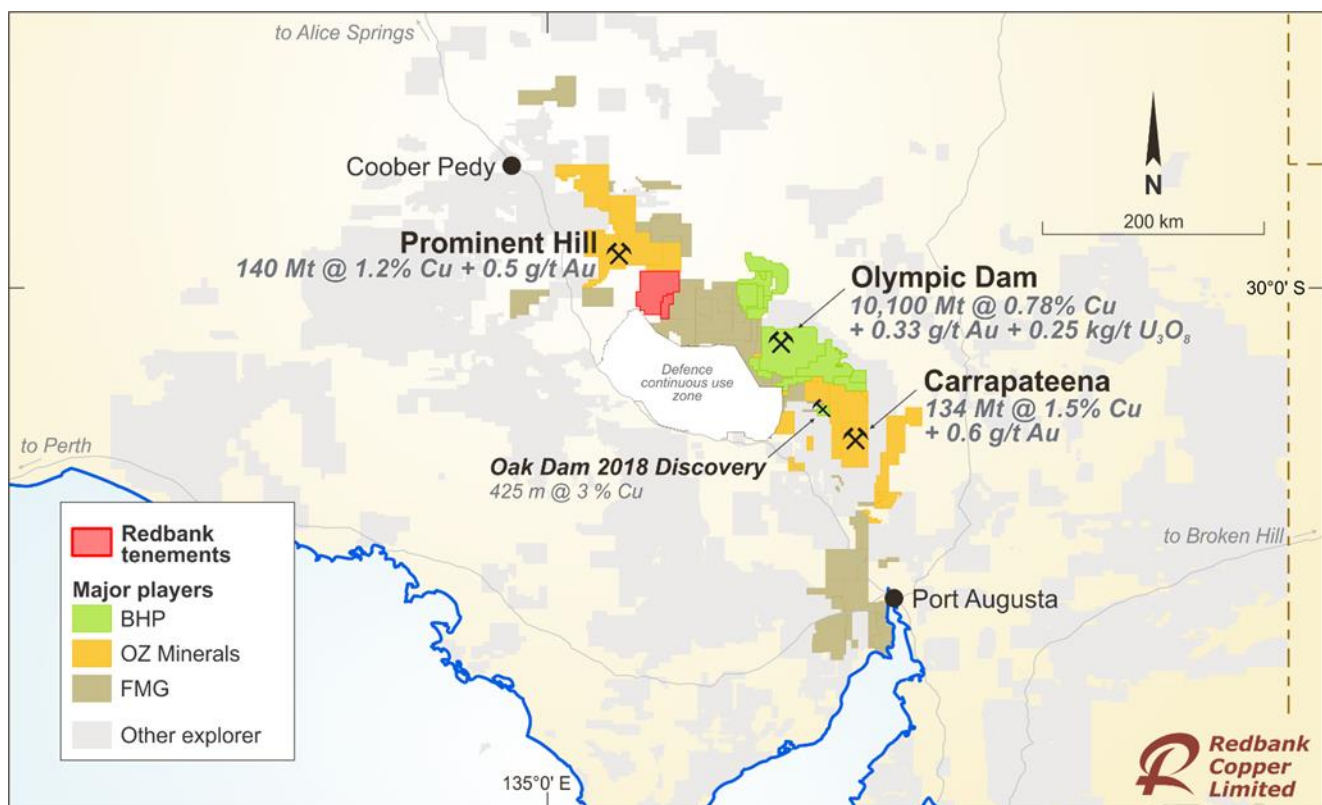 to Alice Springs
Coober Pedy
N
200 km
Prominent Hill
140 Mt @ 1.2% Cu + 0.5 g/t Au
Olympic Dam
10,100 Mt @ 0.78% Cu
+ 0.33 g/t Au + 0.25 kg/t U₃O₈
30°0' S
Defence
continuous use
zone
Carrapateena
134 Mt @ 1.5% Cu
+ 0.6 g/t Au
to Perth
Oak Dam 2018 Discovery
425 m @ 3 % Cu
to Broken Hill
Port Augusta
Redbank
tenements
Major players
BHP
OZ Minerals
FMG
Other explorer
135°0' E
Redbank
Copper
Limited